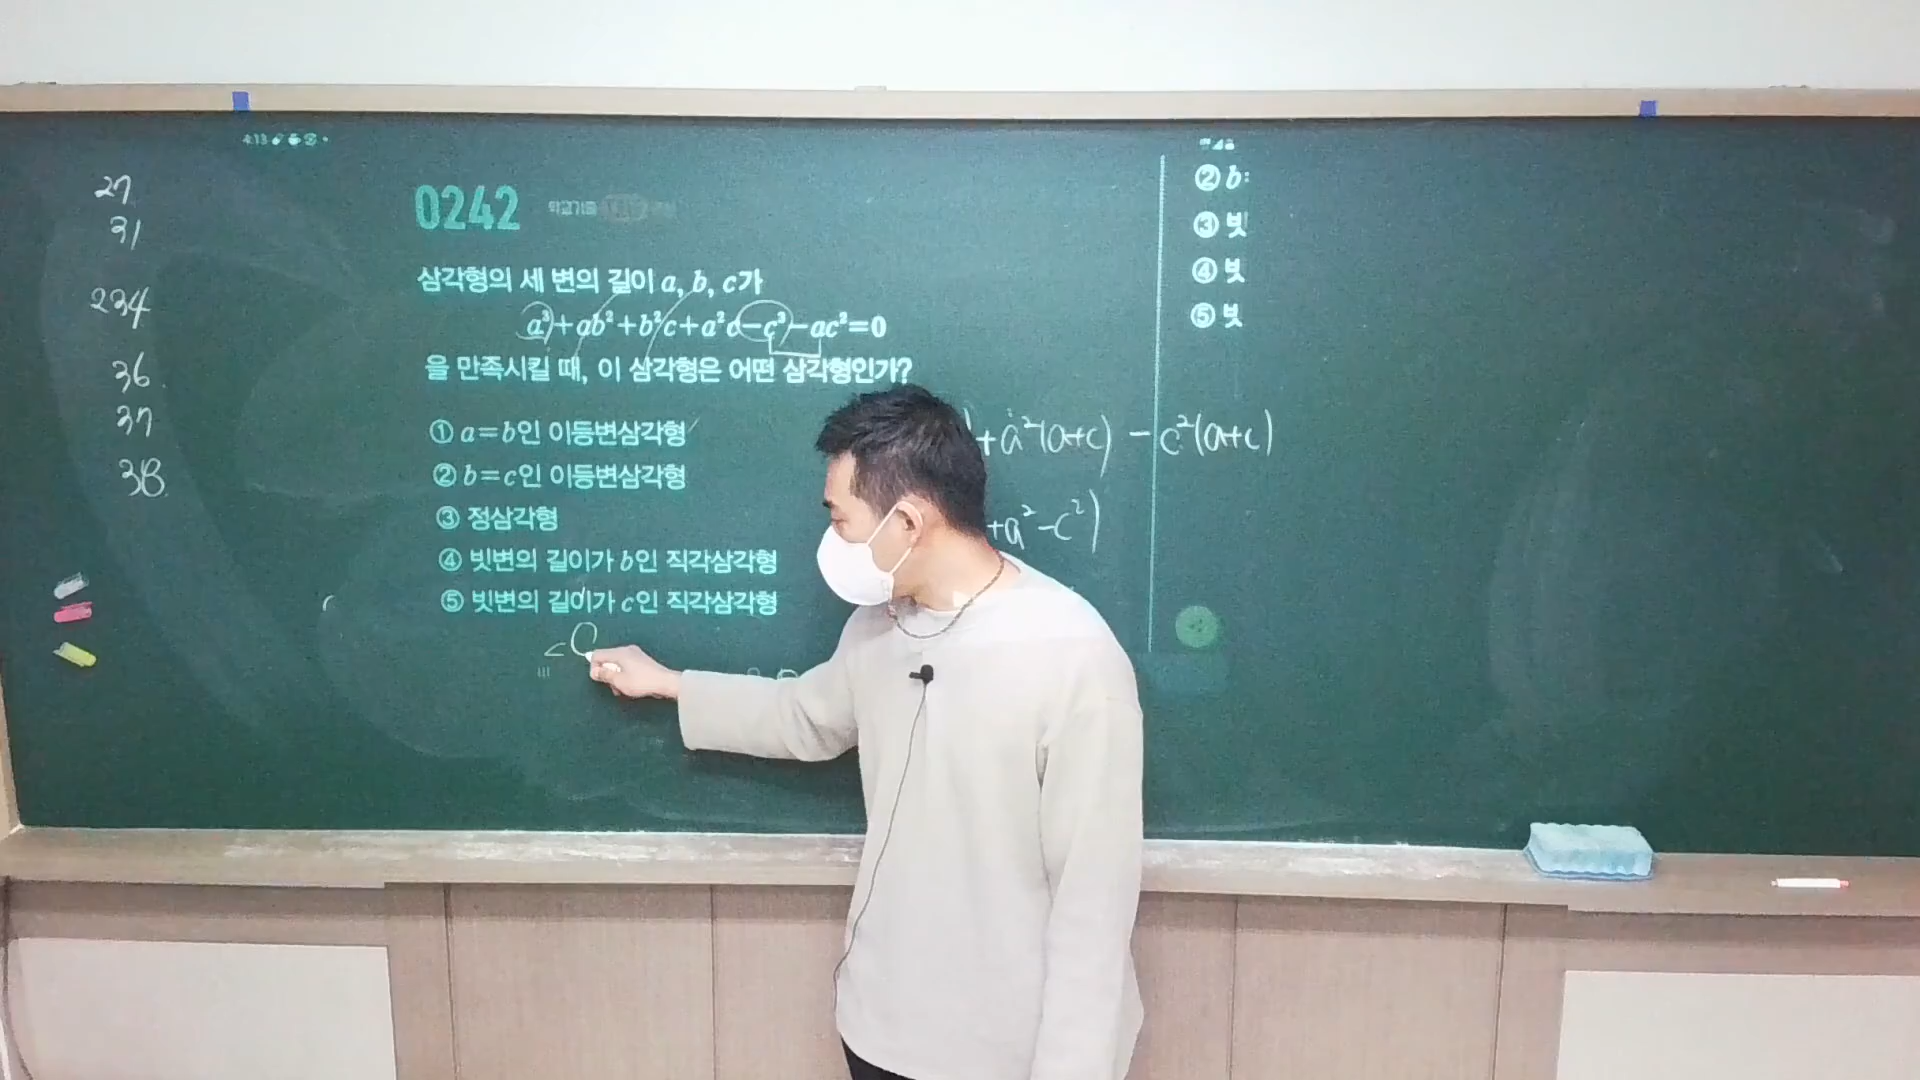 4:13
27
31
234
36
37
38
0242
삼각형의 세 변의 길이 a, b, c가
a³+ab²+b²c+a²c−c³−ac²=0
을 만족시킬 때, 이 삼각형은 어떤 삼각형인가?
① a=b인 이등변삼각형
② b=c인 이등변삼각형
③ 정삼각형
④ 빗변의 길이가 b인 직각삼각형
⑤ 빗변의 길이가 c인 직각삼각형
)+a²(a+c) − c²(a+c)
+a²−c²)
② b:
③ 빗
④ 빗
⑤ 빗